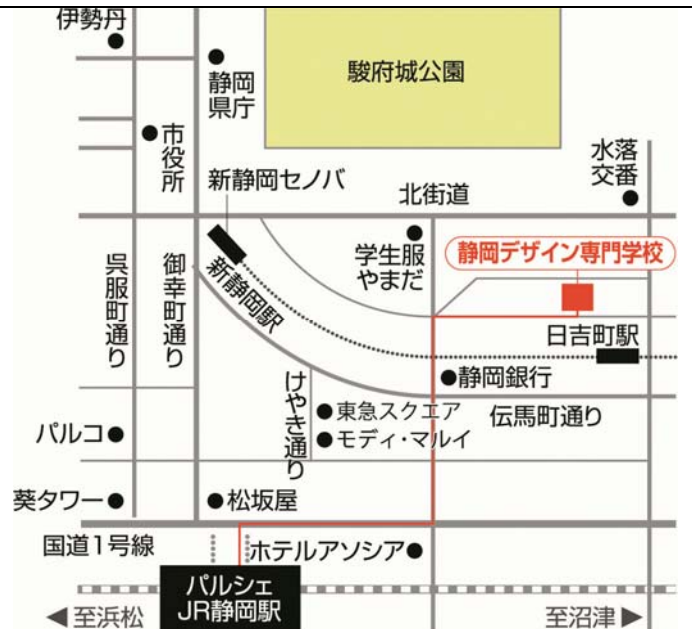 伊勢丹
静岡
県庁
駿府城公園
市役所
水落
交番
新静岡セノバ
北街道
学生服
やまだ
静岡デザイン専門学校
呉服町通り
御幸町通り
新静岡駅
日吉町駅
静岡銀行
けやき通り
東急スクエア
モディ・マルイ
伝馬町通り
パルコ
葵タワー
松坂屋
国道1号線
ホテルアソシア
パルシェ
JR静岡駅
◀至浜松
至沼津▶